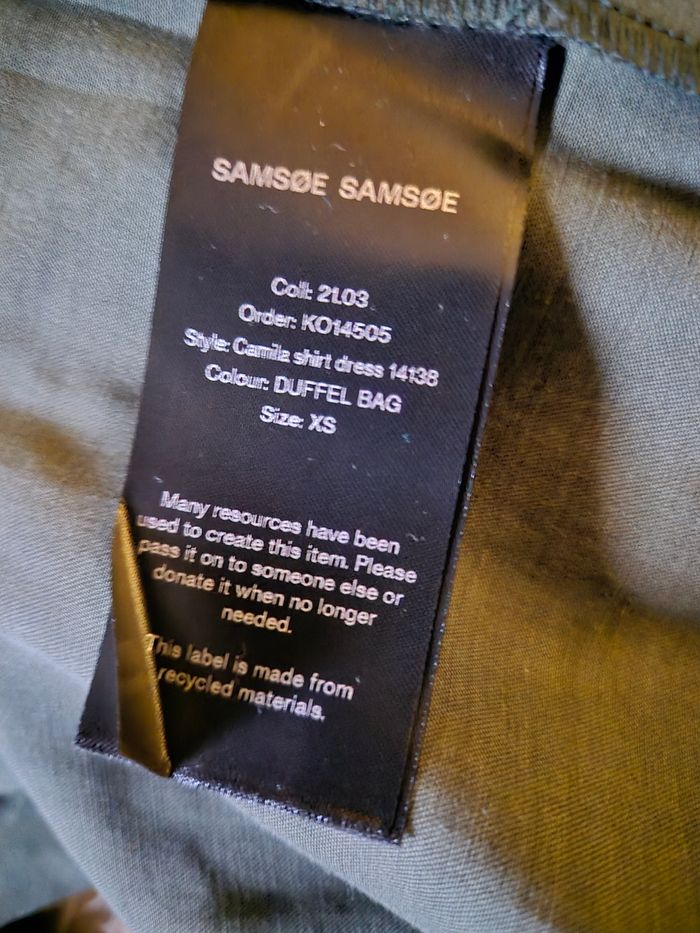 SAMSØE SAMSØE
Coll: 21.03
Order: KO14505
Style: Camila shirt dress 14138
Colour: DUFFEL BAG
Size: XS
Many resources have been
used to create this item. Please
pass it on to someone else or
donate it when no longer
needed.
This label is made from
recycled materials.